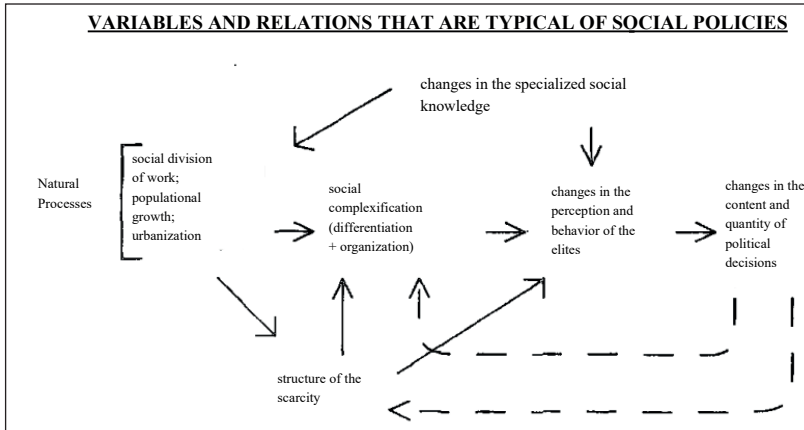 VARIABLES AND RELATIONS THAT ARE TYPICAL OF SOCIAL POLICIES
changes in the specialized social
knowledge
Natural
Processes
social division
of work;
populational
growth;
urbanization
social
complexification
(differentiation
+ organization)
changes in the
perception and
behavior of the
elites
changes in the
content and
quantity of
political
decisions
structure of the
scarcity